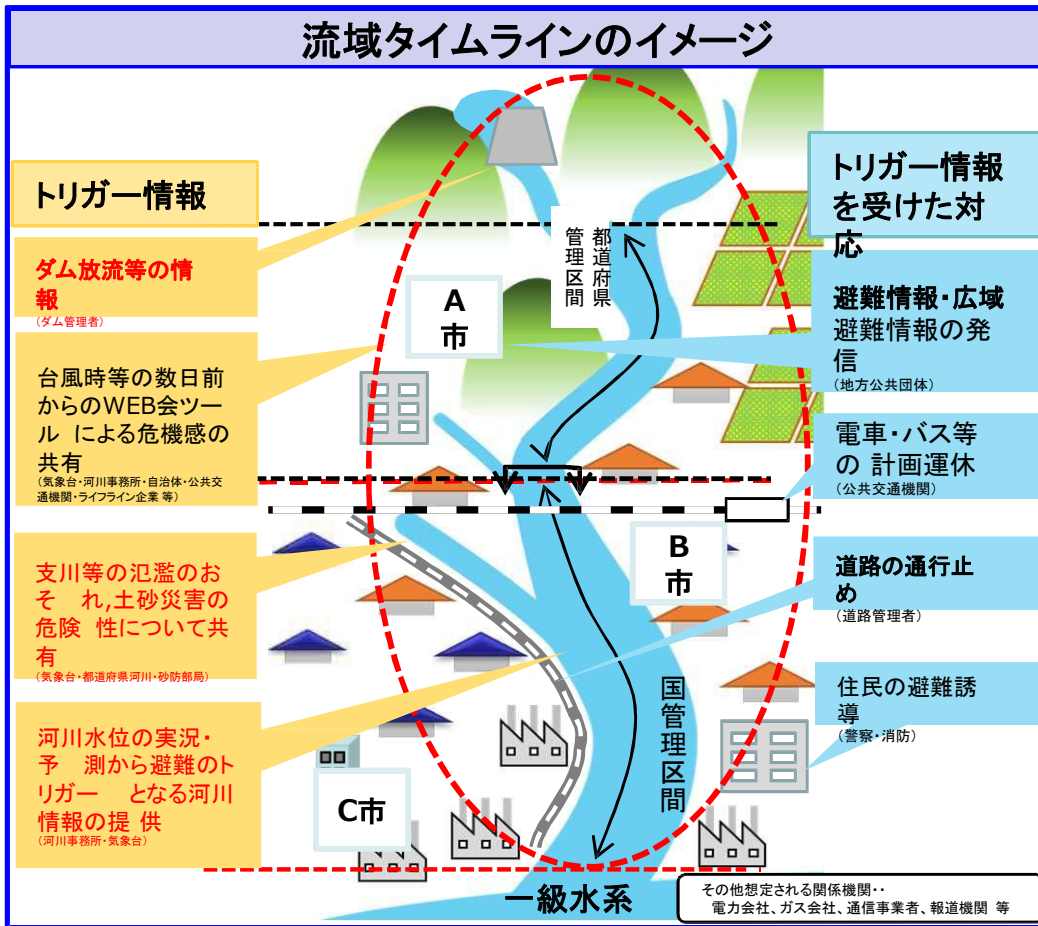 流域タイムラインのイメージ
トリガー情報
ダム放流等の情
報
(ダム管理者)
台風時等の数日前
からのWEB会ツー
ル による危機感の
共有
(気象台・河川事務所・自治体・公共交
通機関・ライフライン企業 等)
支川等の氾濫のお
そ れ,土砂災害の
危険 性について共
有
(気象台・都道府県河川・砂防部局)
河川水位の実況・
予 測から避難のト
リガー となる河川
情報の提 供
(河川事務所・気象台)
都道府県
管理区間
A
市
B
市
C市
国管理区間
一級水系
トリガー情報
を受けた対
応
避難情報・広域
避難情報の発
信
(地方公共団体)
電車・バス等
の 計画運休
(公共交通機関)
道路の通行止
め
(道路管理者)
住民の避難誘
導
(警察・消防)
その他想定される関係機関・・
電力会社、ガス会社、通信事業者、報道機関 等